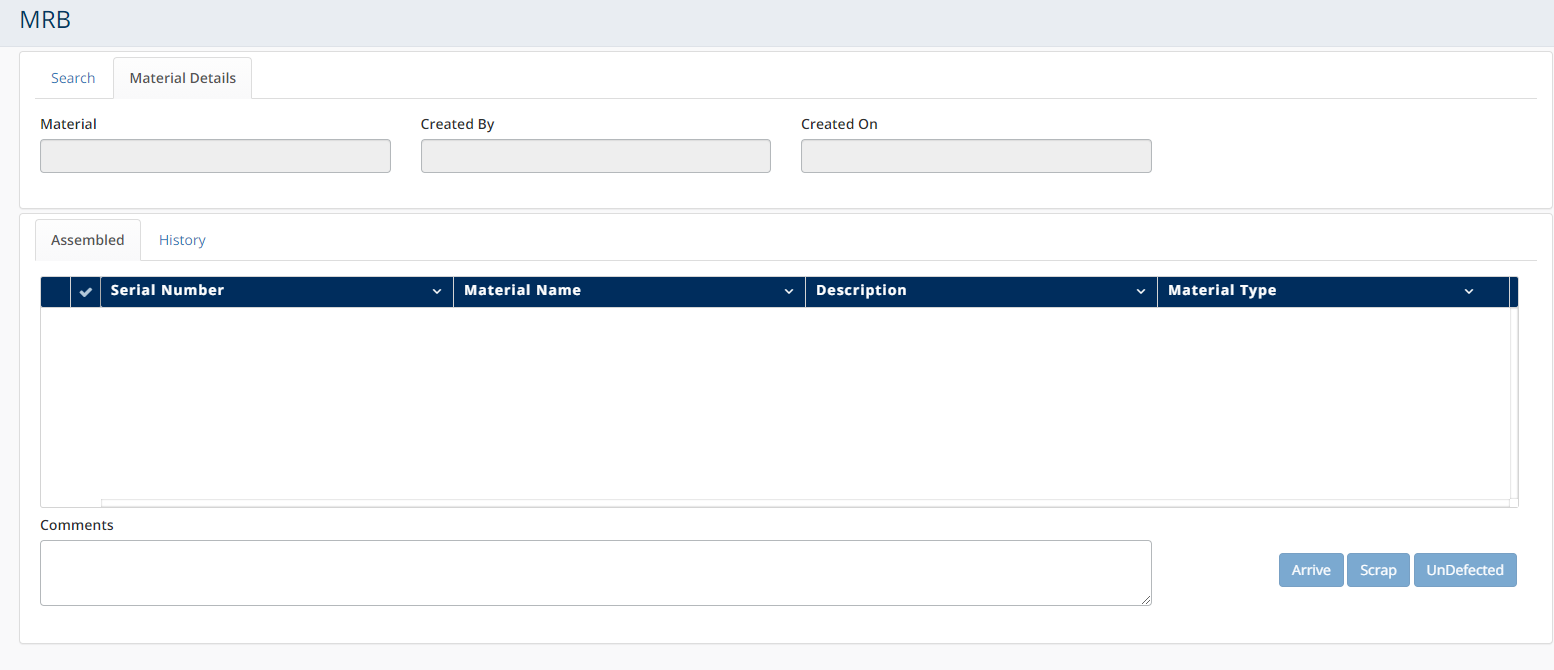 MRB
Search Material Details
Material Created By Created On
Assembled History
Serial Number Material Name Description Material Type
Comments
Arrive Scrap UnDefected